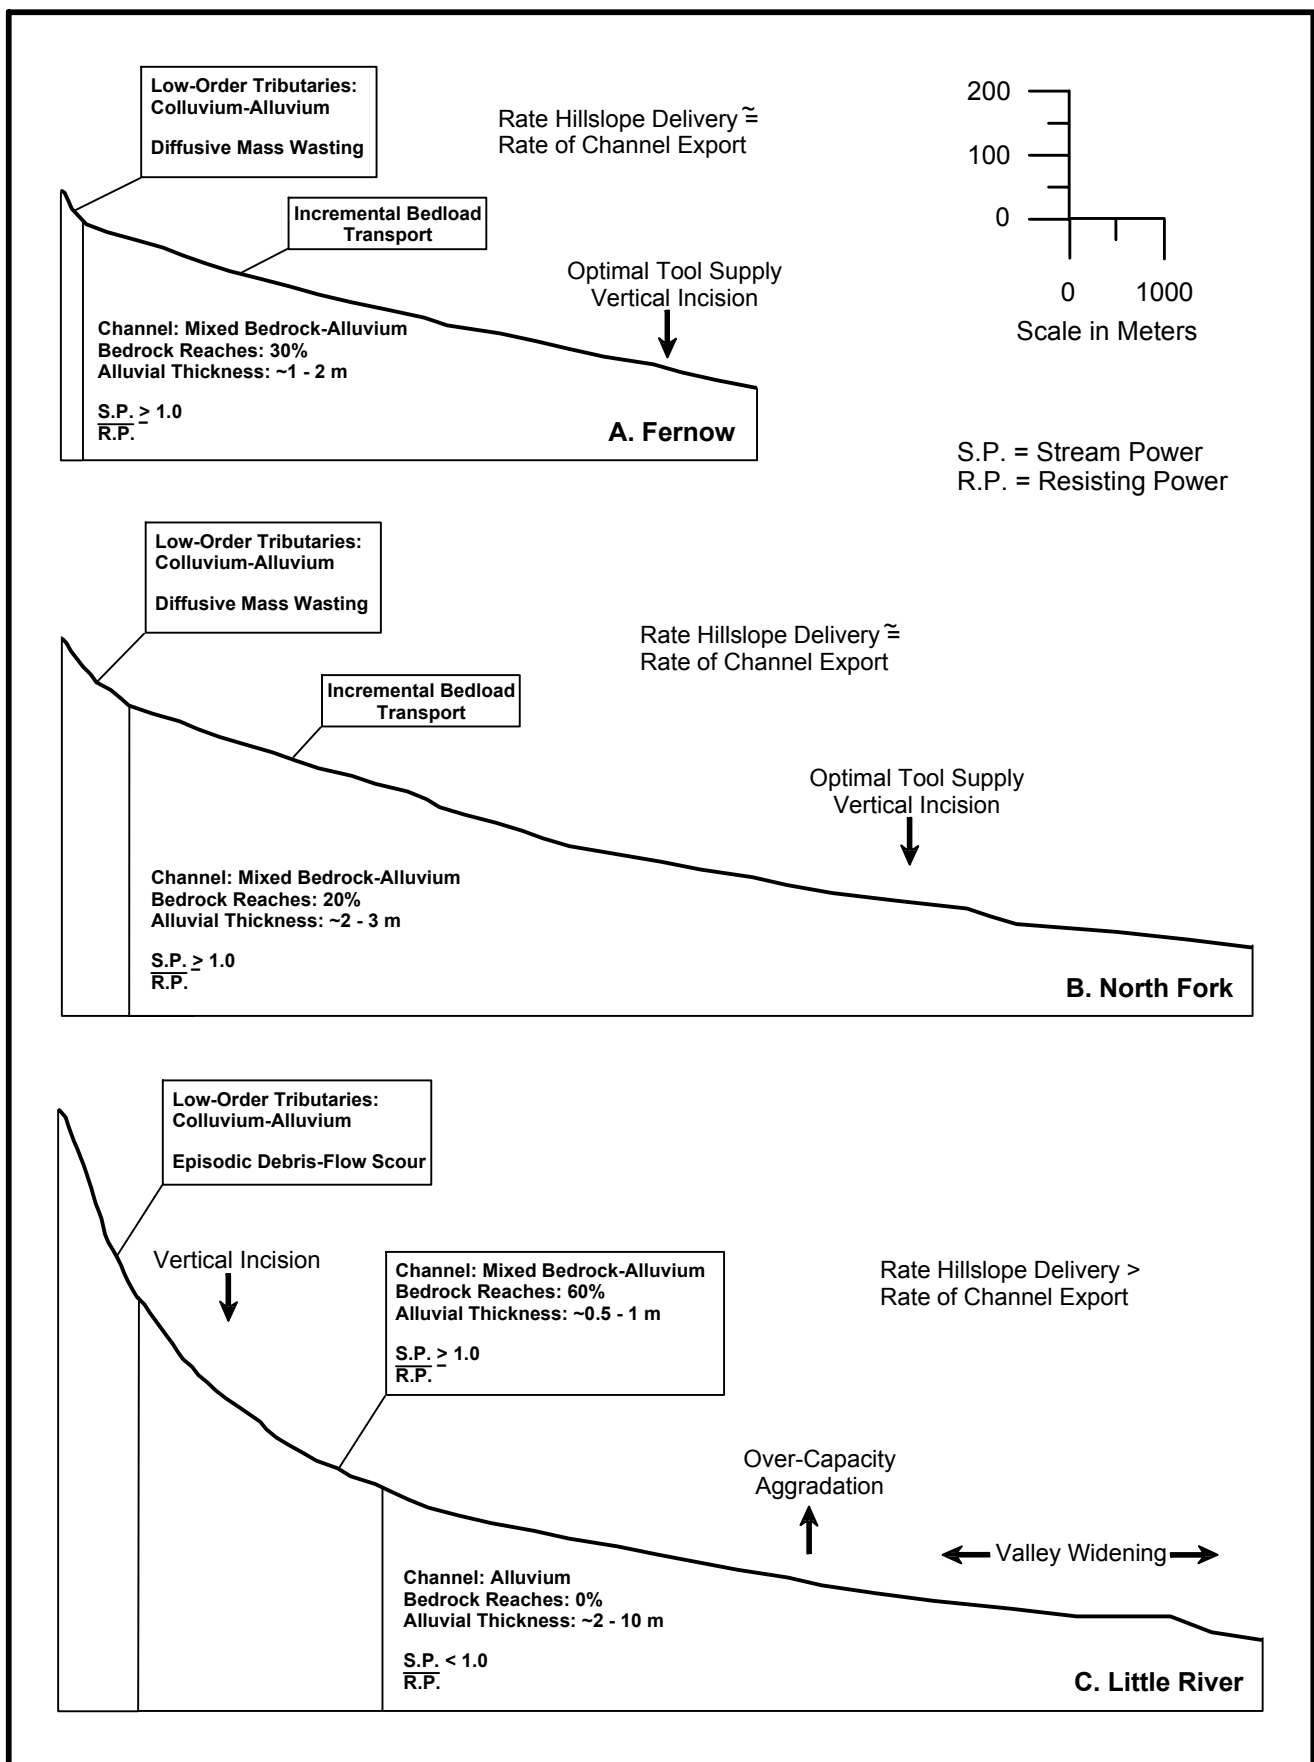 Low-Order Tributaries:
Colluvium-Alluvium
Diffusive Mass Wasting
Rate Hillslope Delivery ≅
Rate of Channel Export
200
100
0
0 1000
Scale in Meters
Incremental Bedload
Transport
Optimal Tool Supply
Vertical Incision
Channel: Mixed Bedrock-Alluvium
Bedrock Reaches: 30%
Alluvial Thickness: ~1 - 2 m
S.P. ≥ 1.0
R.P.
A. Fernow
S.P. = Stream Power
R.P. = Resisting Power
Low-Order Tributaries:
Colluvium-Alluvium
Diffusive Mass Wasting
Rate Hillslope Delivery ≅
Rate of Channel Export
Incremental Bedload
Transport
Optimal Tool Supply
Vertical Incision
Channel: Mixed Bedrock-Alluvium
Bedrock Reaches: 20%
Alluvial Thickness: ~2 - 3 m
S.P. ≥ 1.0
R.P.
B. North Fork
Low-Order Tributaries:
Colluvium-Alluvium
Episodic Debris-Flow Scour
Vertical Incision
Channel: Mixed Bedrock-Alluvium
Bedrock Reaches: 60%
Alluvial Thickness: ~0.5 - 1 m
S.P. ≥ 1.0
R.P.
Rate Hillslope Delivery >
Rate of Channel Export
Over-Capacity
Aggradation
Valley Widening
Channel: Alluvium
Bedrock Reaches: 0%
Alluvial Thickness: ~2 - 10 m
S.P. < 1.0
R.P.
C. Little River